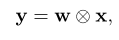 y = w ⊗ x,